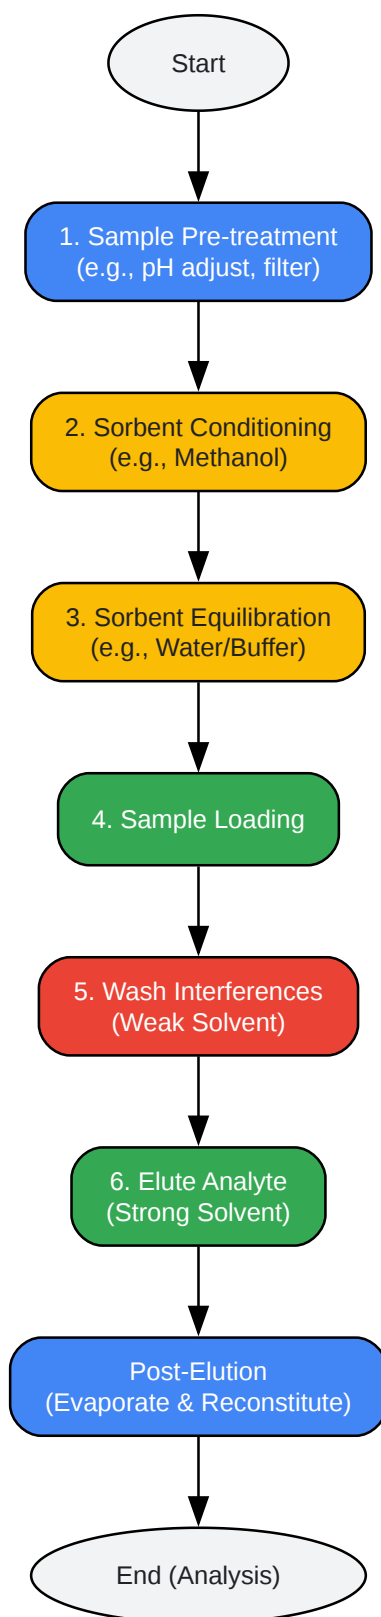 Start
1. Sample Pre-treatment
(e.g., pH adjust, filter)
2. Sorbent Conditioning
(e.g., Methanol)
3. Sorbent Equilibration
(e.g., Water/Buffer)
4. Sample Loading
5. Wash Interferences
(Weak Solvent)
6. Elute Analyte
(Strong Solvent)
Post-Elution
(Evaporate & Reconstitute)
End (Analysis)